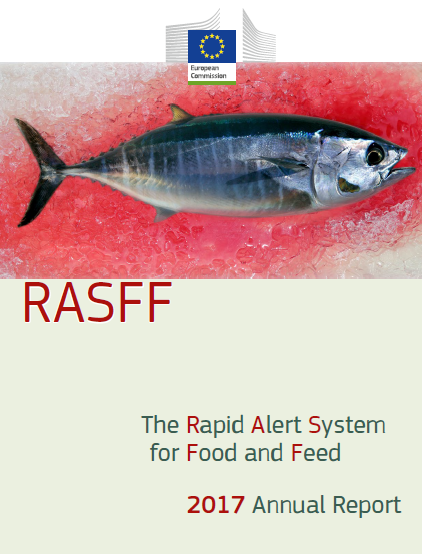 European
Commission
RASFF
The Rapid Alert System
for Food and Feed
2017 Annual Report